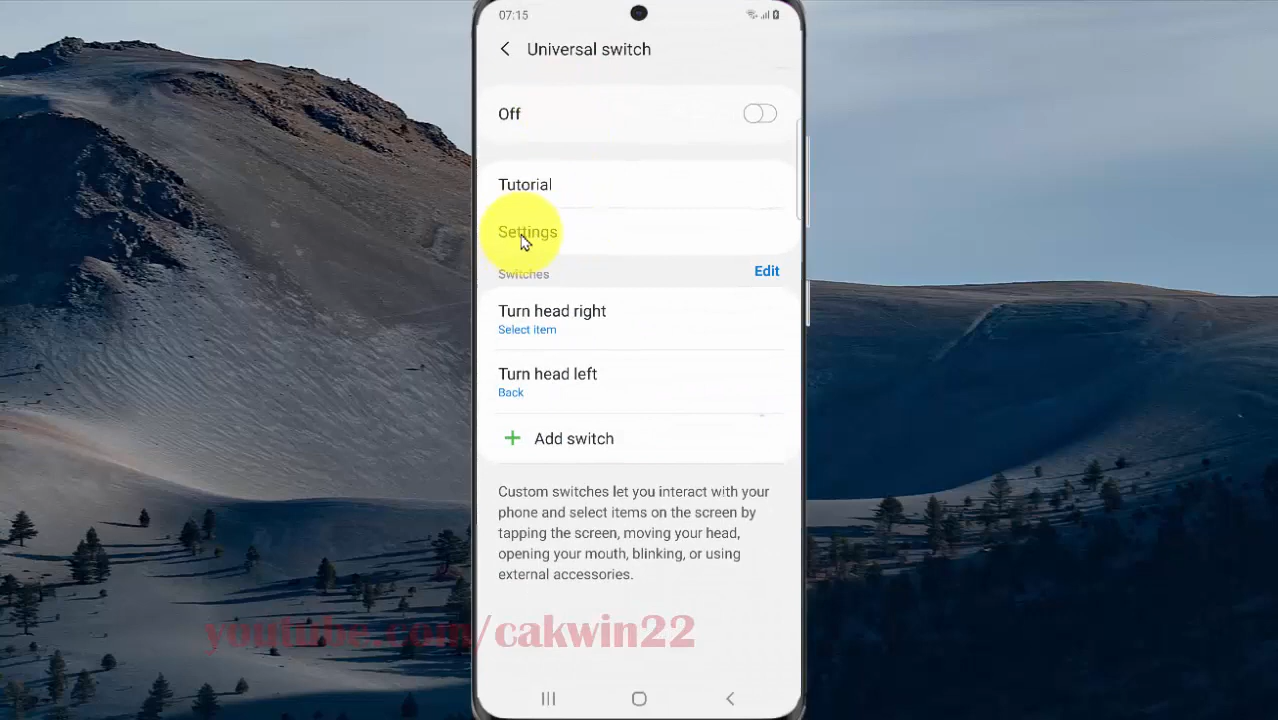 07:15
Universal switch
Off
Tutorial
Settings
Switches
Edit
Turn head right
Select item
Turn head left
Back
Add switch
Custom switches let you interact with your
phone and select items on the screen by
tapping the screen, moving your head,
opening your mouth, blinking, or using
external accessories.
youtube.com/cakwin22